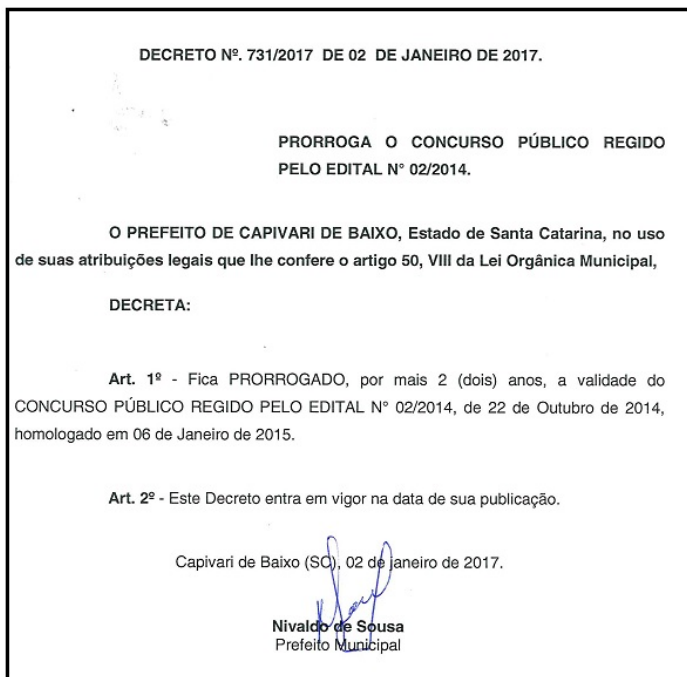 DECRETO Nº. 731/2017 DE 02 DE JANEIRO DE 2017.
PRORROGA O CONCURSO PÚBLICO REGIDO
PELO EDITAL N° 02/2014.
O PREFEITO DE CAPIVARI DE BAIXO, Estado de Santa Catarina, no uso
de suas atribuições legais que lhe confere o artigo 50, VIII da Lei Orgânica Municipal,
DECRETA:
Art. 1º - Fica PRORROGADO, por mais 2 (dois) anos, a validade do
CONCURSO PÚBLICO REGIDO PELO EDITAL N° 02/2014, de 22 de Outubro de 2014,
homologado em 06 de Janeiro de 2015.
Art. 2º - Este Decreto entra em vigor na data de sua publicação.
Capivari de Baixo (SC), 02 de janeiro de 2017.
Nivaldo de Sousa
Prefeito Municipal